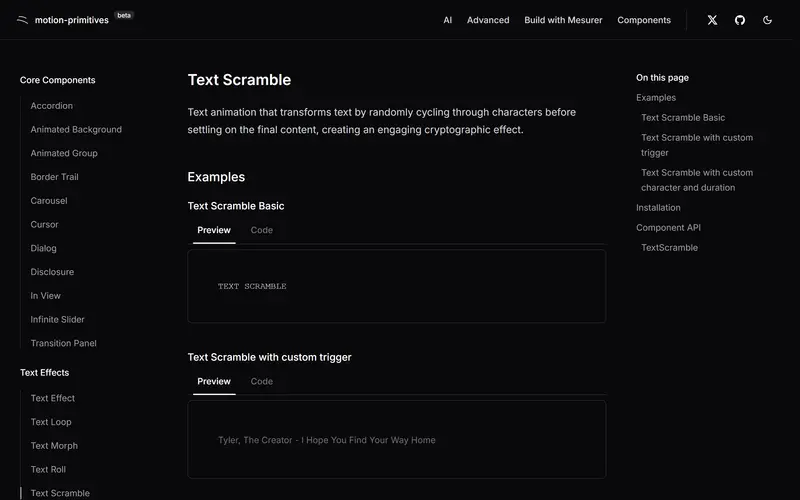 motion-primitives beta
AI Advanced Build with Mesurer Components
Core Components
Accordion
Animated Background
Animated Group
Border Trail
Carousel
Cursor
Dialog
Disclosure
In View
Infinite Slider
Transition Panel
Text Effects
Text Effect
Text Loop
Text Morph
Text Roll
Text Scramble
Text Scramble
Text animation that transforms text by randomly cycling through characters before
settling on the final content, creating an engaging cryptographic effect.
Examples
Text Scramble Basic
Preview Code
TEXT SCRAMBLE
Text Scramble with custom trigger
Preview Code
Tyler, The Creator - I Hope You Find Your Way Home
On this page
Examples
Text Scramble Basic
Text Scramble with custom
trigger
Text Scramble with custom
character and duration
Installation
Component API
TextScramble